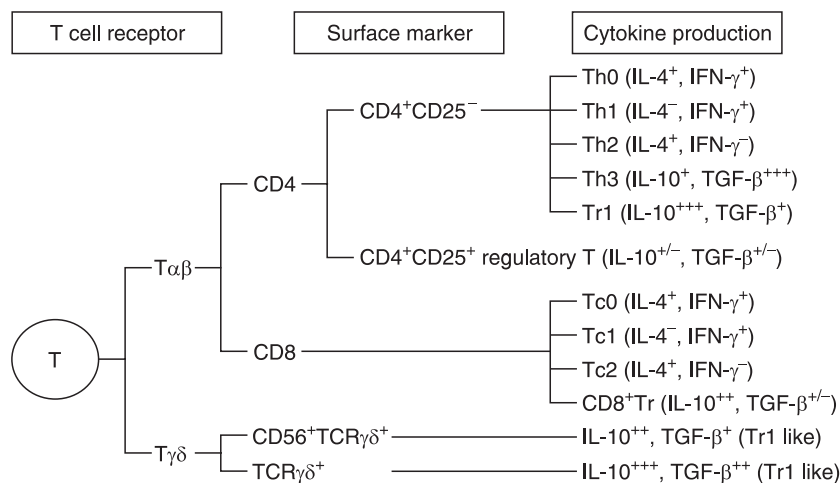 T cell receptor
Surface marker
Cytokine production
Th0 (IL-4⁺, IFN-γ⁺)
CD4⁺CD25⁻
Th1 (IL-4⁻, IFN-γ⁺)
Th2 (IL-4⁺, IFN-γ⁻)
CD4
Th3 (IL-10⁺, TGF-β⁺⁺⁺)
Tr1 (IL-10⁺⁺⁺, TGF-β⁺)
CD4⁺CD25⁺ regulatory T (IL-10⁺/⁻, TGF-β⁺/⁻)
Tαβ
Tc0 (IL-4⁺, IFN-γ⁺)
Tc1 (IL-4⁻, IFN-γ⁺)
T
CD8
Tc2 (IL-4⁺, IFN-γ⁻)
CD8⁺Tr (IL-10⁺⁺, TGF-β⁺/⁻)
CD56⁺TCRγδ⁺
IL-10⁺⁺, TGF-β⁺ (Tr1 like)
Tγδ
TCRγδ⁺
IL-10⁺⁺⁺, TGF-β⁺⁺ (Tr1 like)